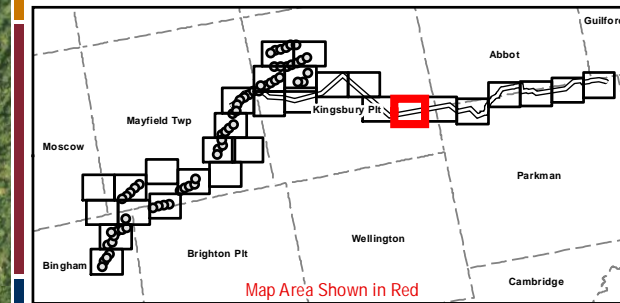 Guilford
Abbot
Kingsbury Plt
Mayfield Twp
Moscow
Parkman
Wellington
Brighton Plt
Bingham
Cambridge
Map Area Shown in Red